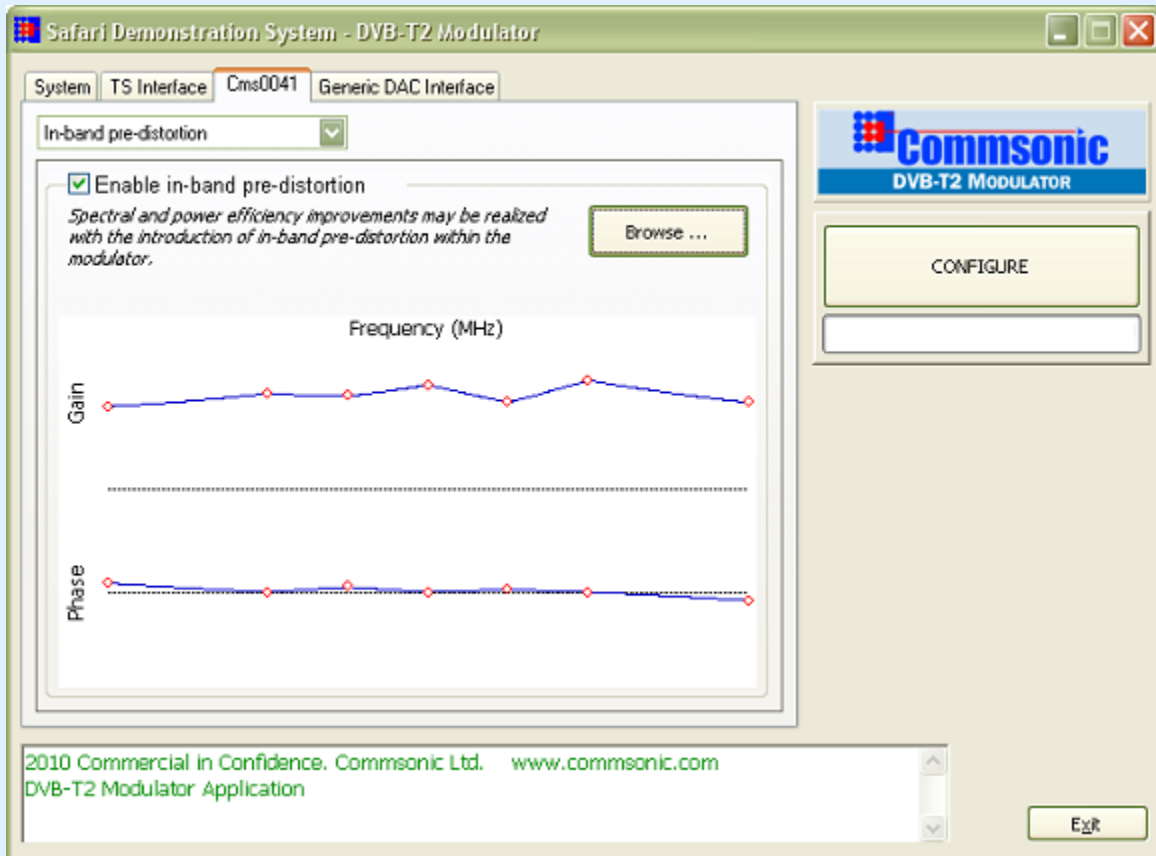 Safari Demonstration System - DVB-T2 Modulator
System
TS Interface
Cms0041
Generic DAC Interface
In-band pre-distortion
Enable in-band pre-distortion
Spectral and power efficiency improvements may be realized
with the introduction of in-band pre-distortion within the
modulator.
Browse ...
Frequency (MHz)
Gain
Phase
Commsonic
DVB-T2 MODULATOR
CONFIGURE
2010 Commercial in Confidence. Commsonic Ltd. www.commsonic.com
DVB-T2 Modulator Application
Exit